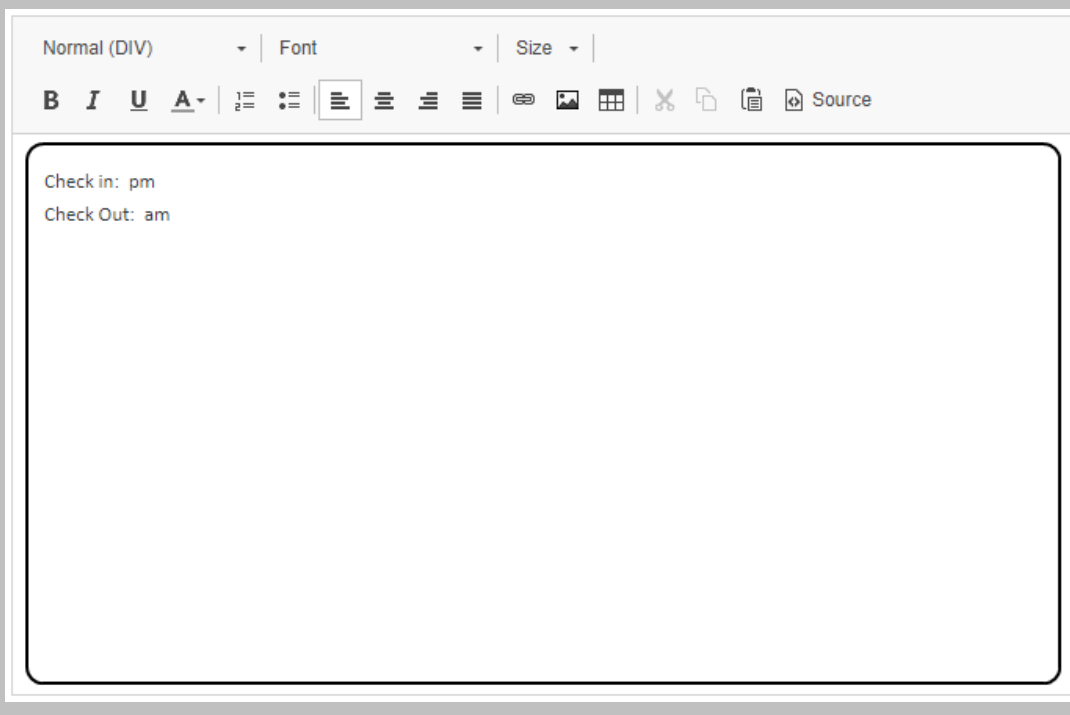 Normal (DIV) Font Size
B I U A Source
Check in:  pm
Check Out:  am